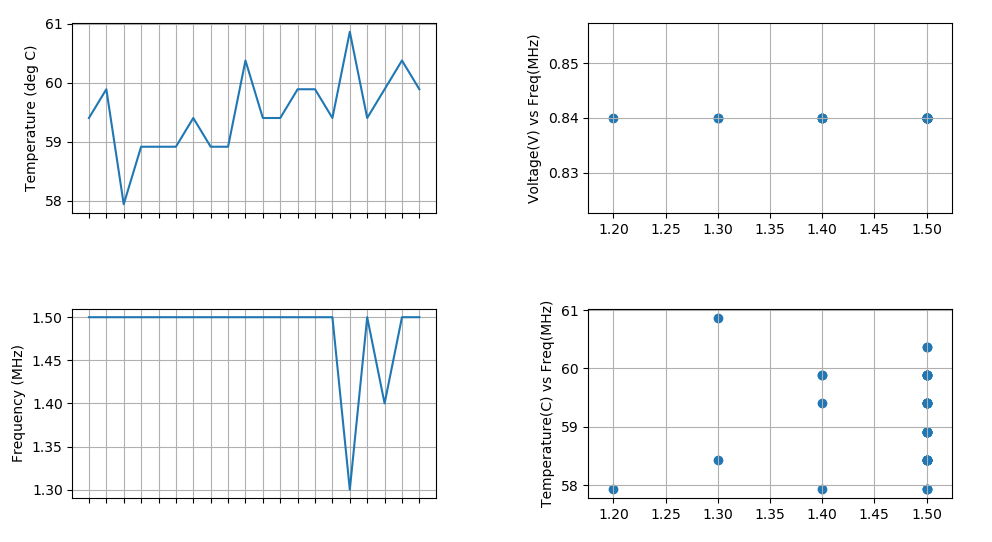 Temperature (deg C)
61
60
59
58
Voltage(V) vs Freq(MHz)
0.85
0.84
0.83
1.20 1.25 1.30 1.35 1.40 1.45 1.50
Frequency (MHz)
1.50
1.45
1.40
1.35
1.30
Temperature(C) vs Freq(MHz)
61
60
59
58
1.20 1.25 1.30 1.35 1.40 1.45 1.50